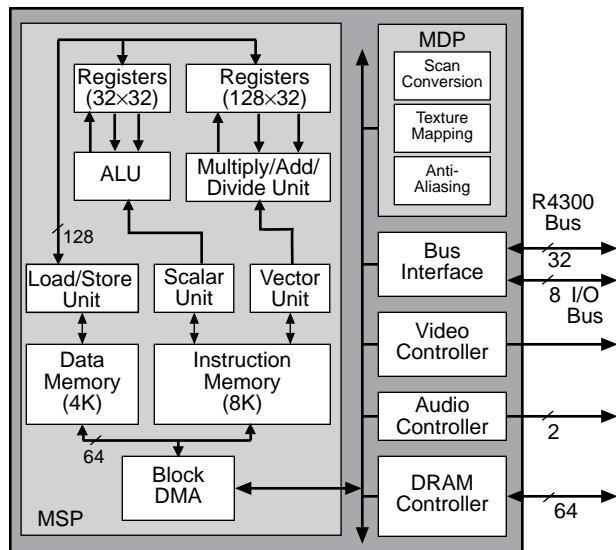 Registers
(32×32)
Registers
(128×32)
ALU
Multiply/Add/
Divide Unit
128
Load/Store
Unit
Scalar
Unit
Vector
Unit
Data
Memory
(4K)
Instruction
Memory
(8K)
64
Block
DMA
MSP
MDP
Scan
Conversion
Texture
Mapping
Anti-
Aliasing
Bus
Interface
Video
Controller
Audio
Controller
DRAM
Controller
R4300
Bus
32
8 I/O
Bus
2
64